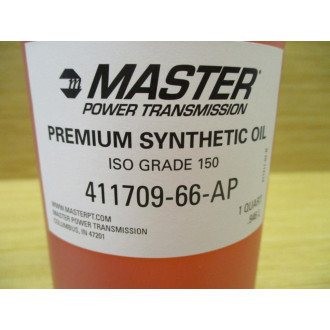 MASTER
POWER TRANSMISSION
PREMIUM SYNTHETIC OIL
ISO GRADE 150
411709-66-AP
1 QUART
.946 L
WWW.MASTERPT.COM
MASTER POWER TRANSMISSION
COLUMBUS, IN 47201